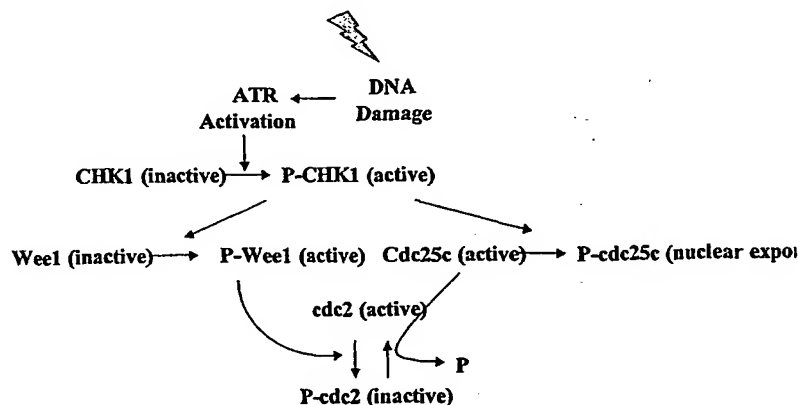 DNA
Damage
ATR
Activation
CHK1 (inactive) P-CHK1 (active)
Wee1 (inactive) P-Wee1 (active) Cdc25c (active) P-cdc25c (nuclear expo
cdc2 (active)
P
P-cdc2 (inactive)